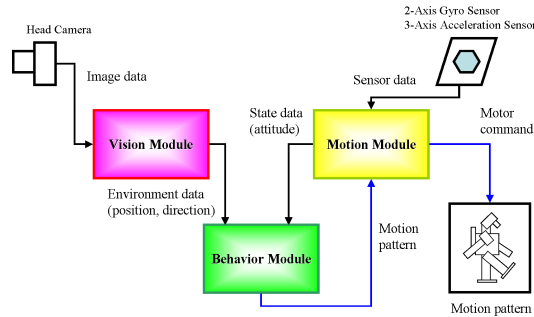 2-Axis Gyro Sensor
3-Axis Acceleration Sensor
Head Camera
Image data
Sensor data
State data
(attitude)
Motor
command
Vision Module
Motion Module
Environment data
(position, direction)
Motion
pattern
Behavior Module
Motion pattern